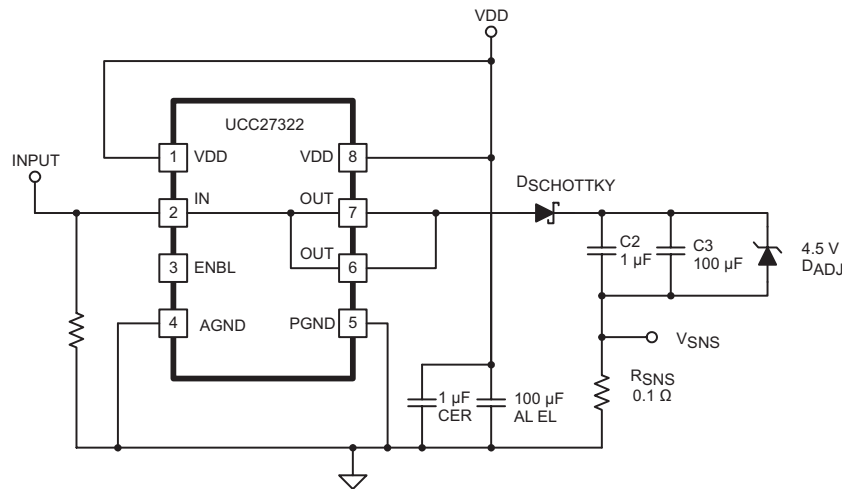 VDD
UCC27322
INPUT
1 VDD VDD 8
DSCHOTTKY
2 IN OUT 7
C2
1 µF
C3
100 µF
4.5 V
DADJ
3 ENBL OUT 6
4 AGND PGND 5
VSNS
RSNS
0.1 Ω
1 µF
CER
100 µF
AL EL